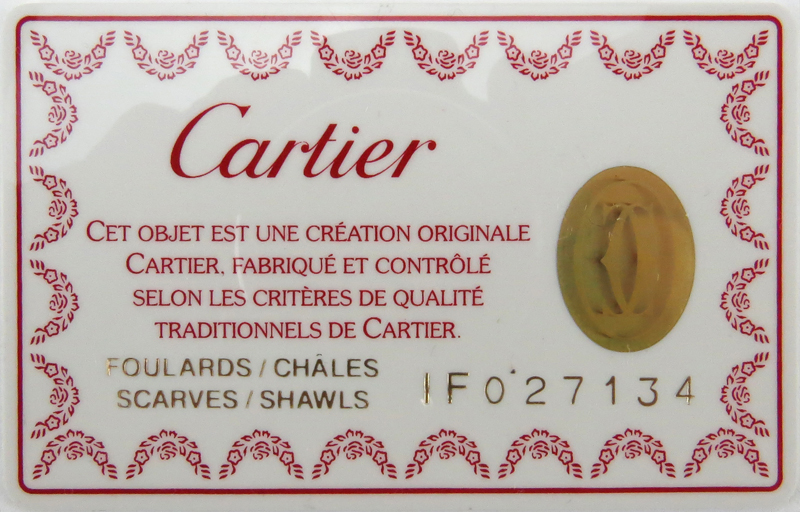 Cartier
CET OBJET EST UNE CRÉATION ORIGINALE
CARTIER, FABRIQUÉ ET CONTRÔLÉ
SELON LES CRITÈRES DE QUALITÉ
TRADITIONNELS DE CARTIER.
FOULARDS / CHÂLES
SCARVES / SHAWLS
IF027134